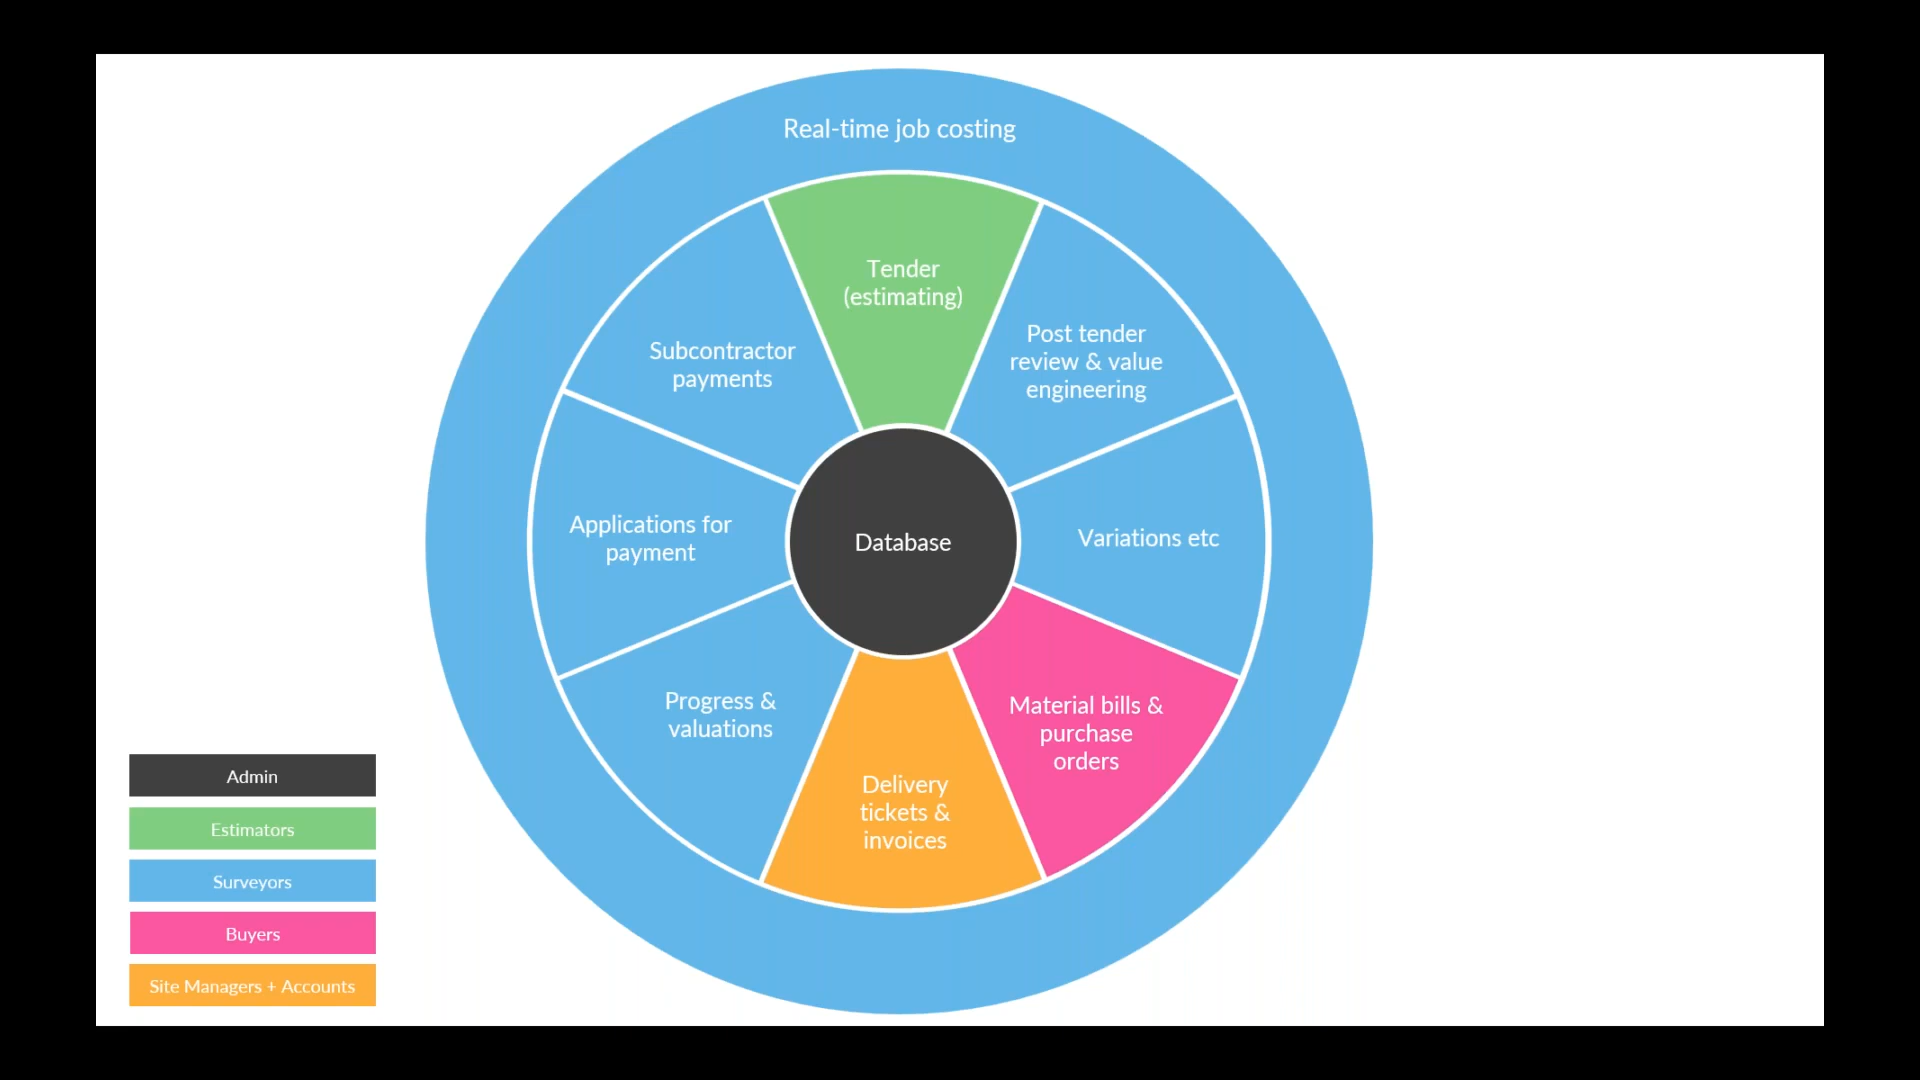 Real-time job costing
Tender
(estimating)
Post tender
review & value
engineering
Variations etc
Material bills &
purchase
orders
Delivery
tickets &
invoices
Progress &
valuations
Applications for
payment
Subcontractor
payments
Database
Admin
Estimators
Surveyors
Buyers
Site Managers + Accounts